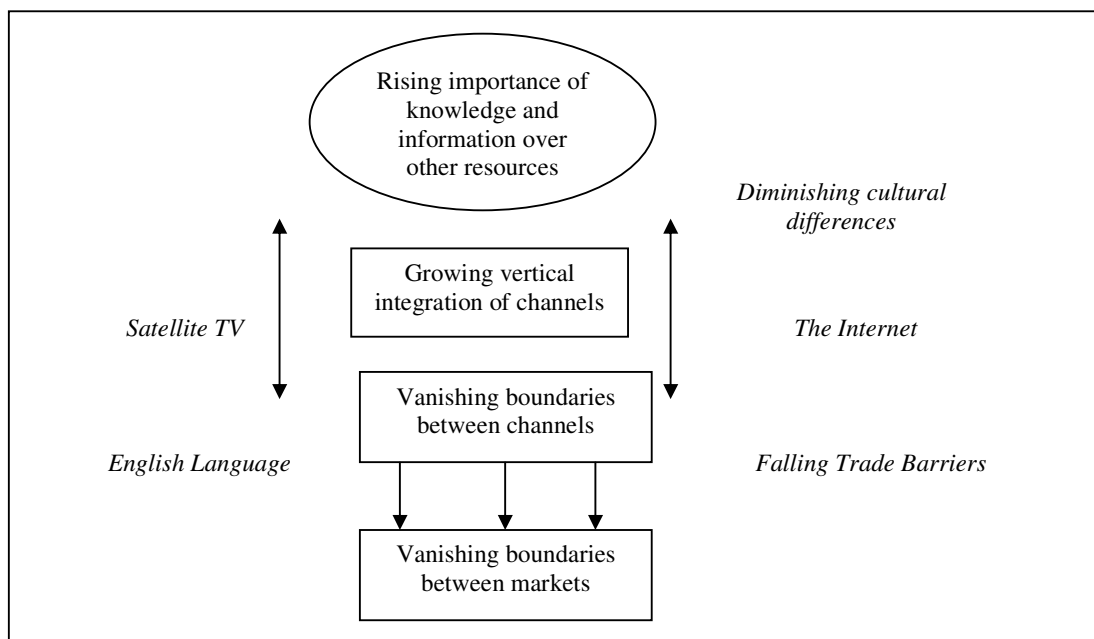 Rising importance of
knowledge and
information over
other resources
Diminishing cultural
differences
Growing vertical
integration of channels
Satellite TV
The Internet
Vanishing boundaries
between channels
English Language
Falling Trade Barriers
Vanishing boundaries
between markets